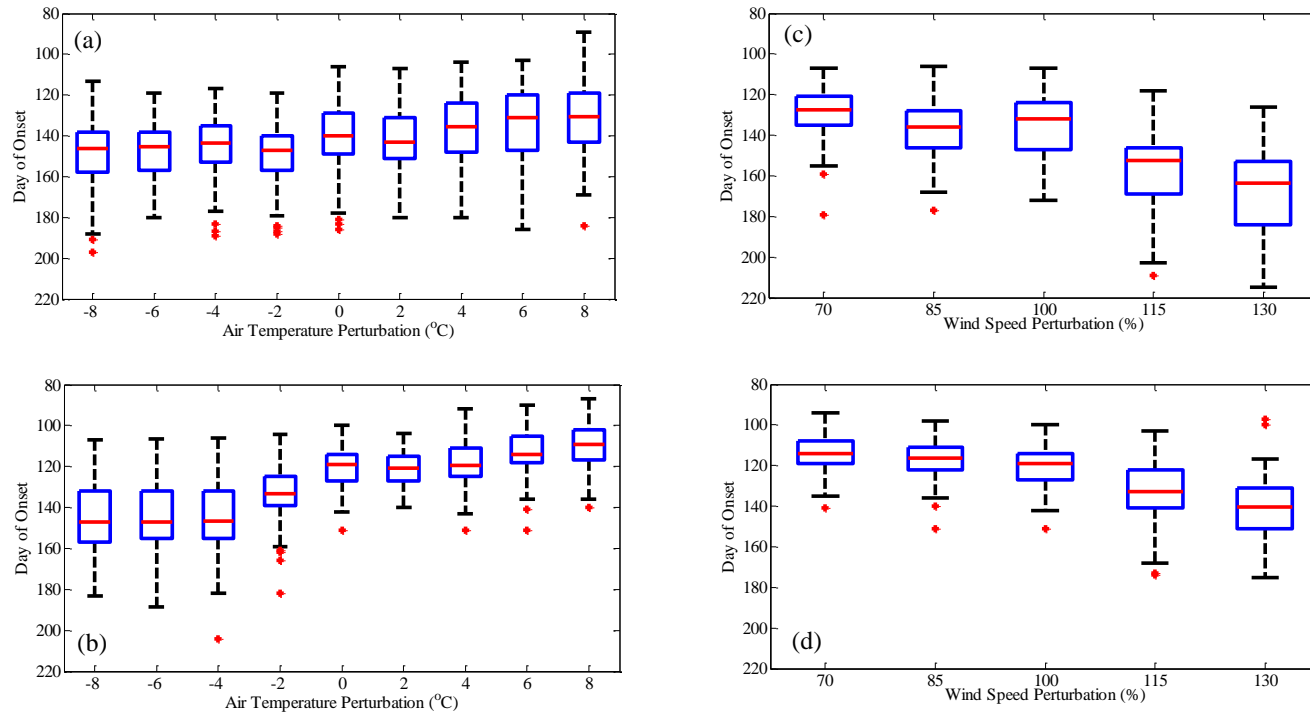 (a)
Day of Onset
80
100
120
140
160
180
200
220
-8 -6 -4 -2 0 2 4 6 8
Air Temperature Perturbation (°C)
(c)
Day of Onset
80
100
120
140
160
180
200
220
70 85 100 115 130
Wind Speed Perturbation (%)
(b)
Day of Onset
80
100
120
140
160
180
200
220
-8 -6 -4 -2 0 2 4 6 8
Air Temperature Perturbation (°C)
(d)
Day of Onset
80
100
120
140
160
180
200
220
70 85 100 115 130
Wind Speed Perturbation (%)